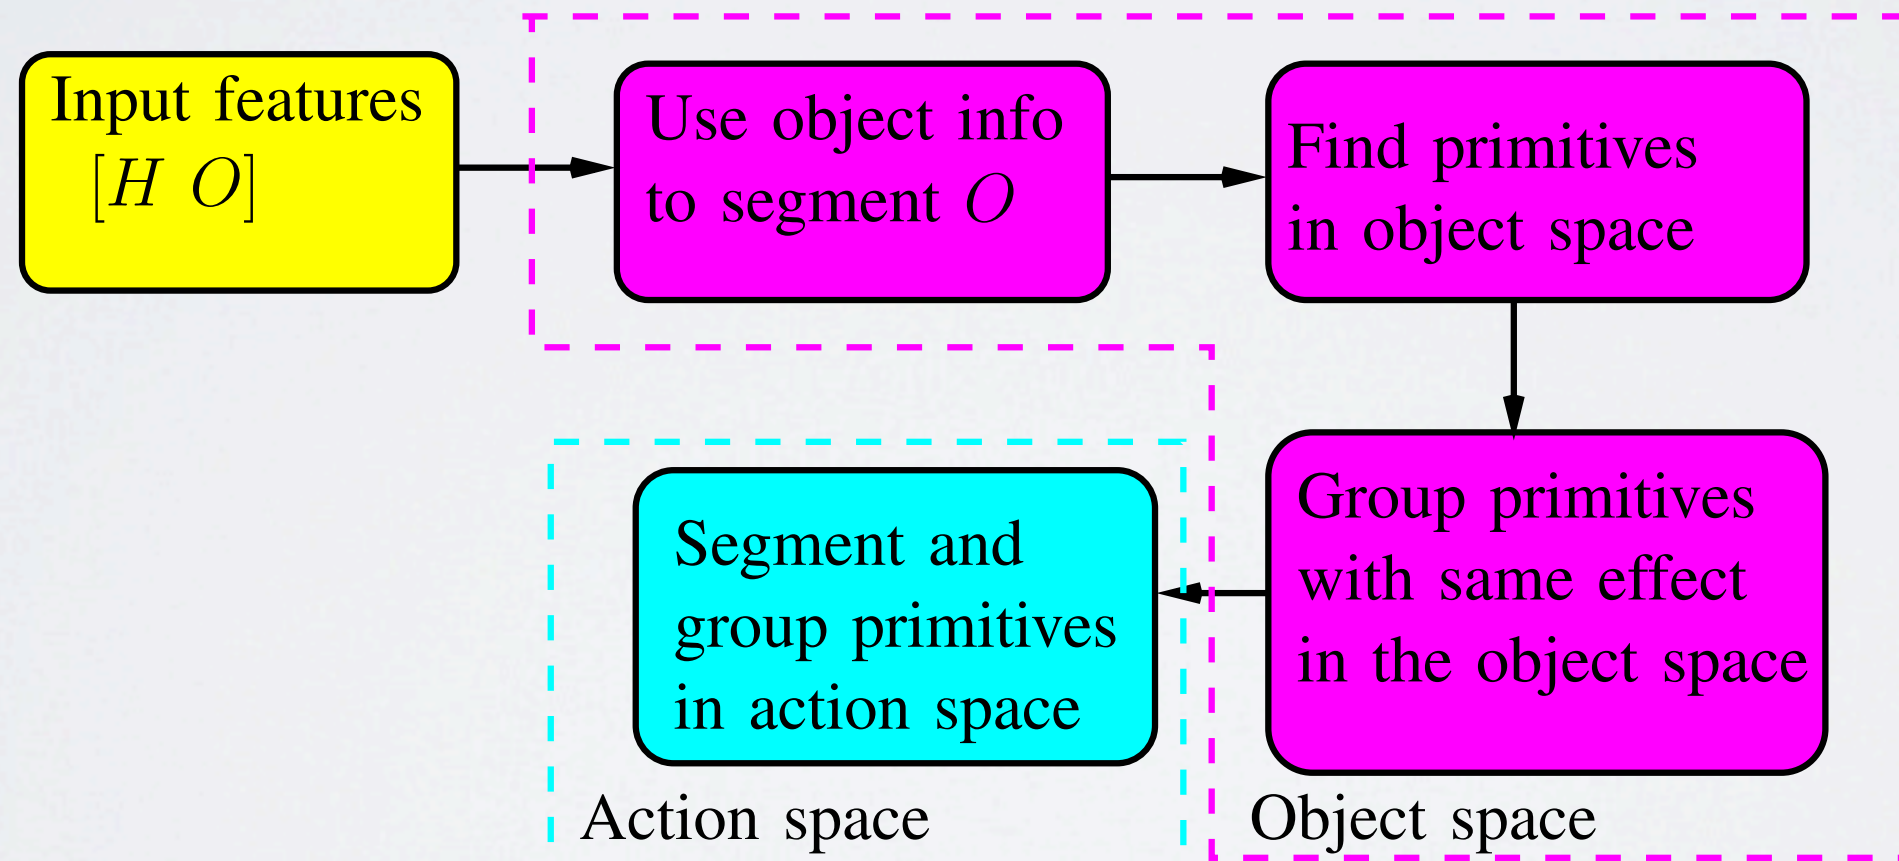 Input features
[H O]
Use object info
to segment O
Find primitives
in object space
Group primitives
with same effect
in the object space
Segment and
group primitives
in action space
Action space
Object space